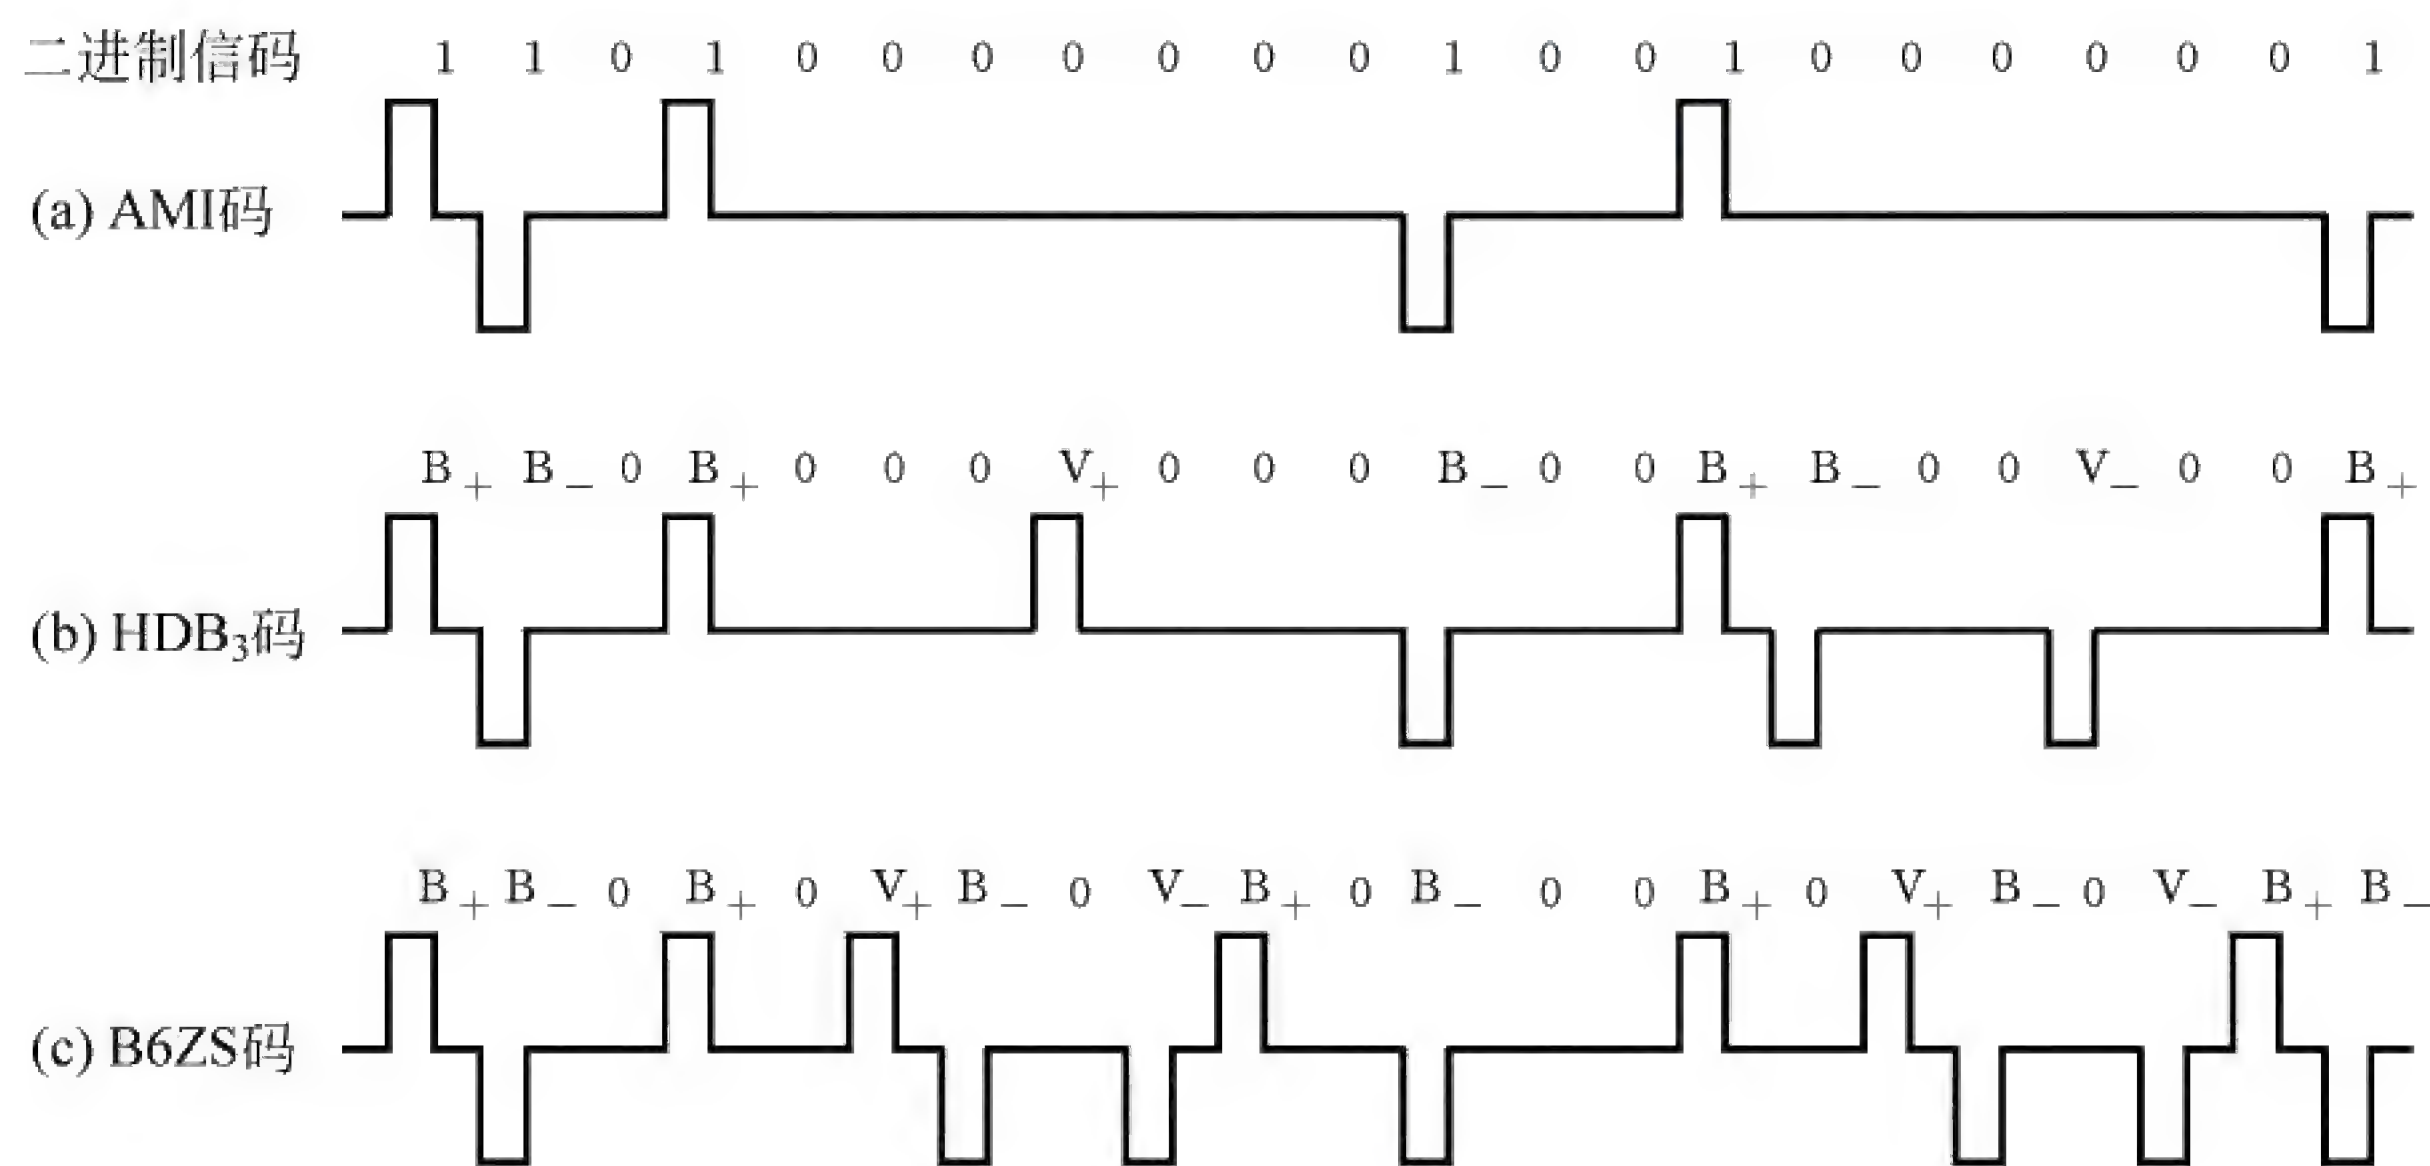 二进制信码 1 1 0 1 0 0 0 0 0 0 0 1 0 0 1 0 0 0 0 0 0 1
(a) AMI码
B+ B− 0 B+ 0 0 0 V+ 0 0 0 B− 0 0 B+ B− 0 0 V− 0 0 B+
(b) HDB₃码
B+ B− 0 B+ 0 V+ B− 0 V− B+ 0 B− 0 0 B+ 0 V+ B− 0 V− B+ B−
(c) B6ZS码